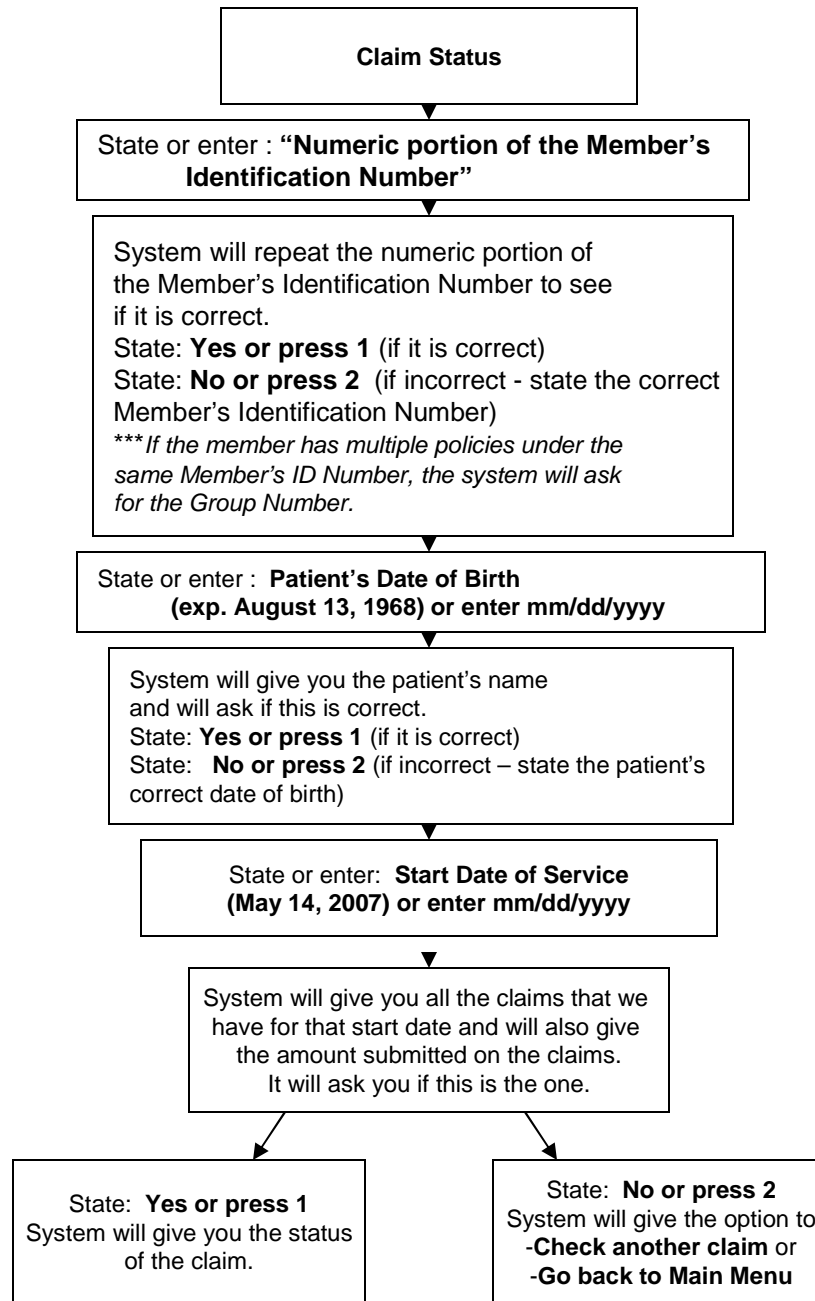 Claim Status
State or enter : “Numeric portion of the Member’s
Identification Number”
System will repeat the numeric portion of
the Member’s Identification Number to see
if it is correct.
State: Yes or press 1 (if it is correct)
State: No or press 2 (if incorrect - state the correct
Member’s Identification Number)
***If the member has multiple policies under the
same Member’s ID Number, the system will ask
for the Group Number.
State or enter : Patient’s Date of Birth
(exp. August 13, 1968) or enter mm/dd/yyyy
System will give you the patient’s name
and will ask if this is correct.
State: Yes or press 1 (if it is correct)
State: No or press 2 (if incorrect – state the patient’s
correct date of birth)
State or enter: Start Date of Service
(May 14, 2007) or enter mm/dd/yyyy
System will give you all the claims that we
have for that start date and will also give
the amount submitted on the claims.
It will ask you if this is the one.
State: Yes or press 1
System will give you the status
of the claim.
State: No or press 2
System will give the option to
-Check another claim or
-Go back to Main Menu